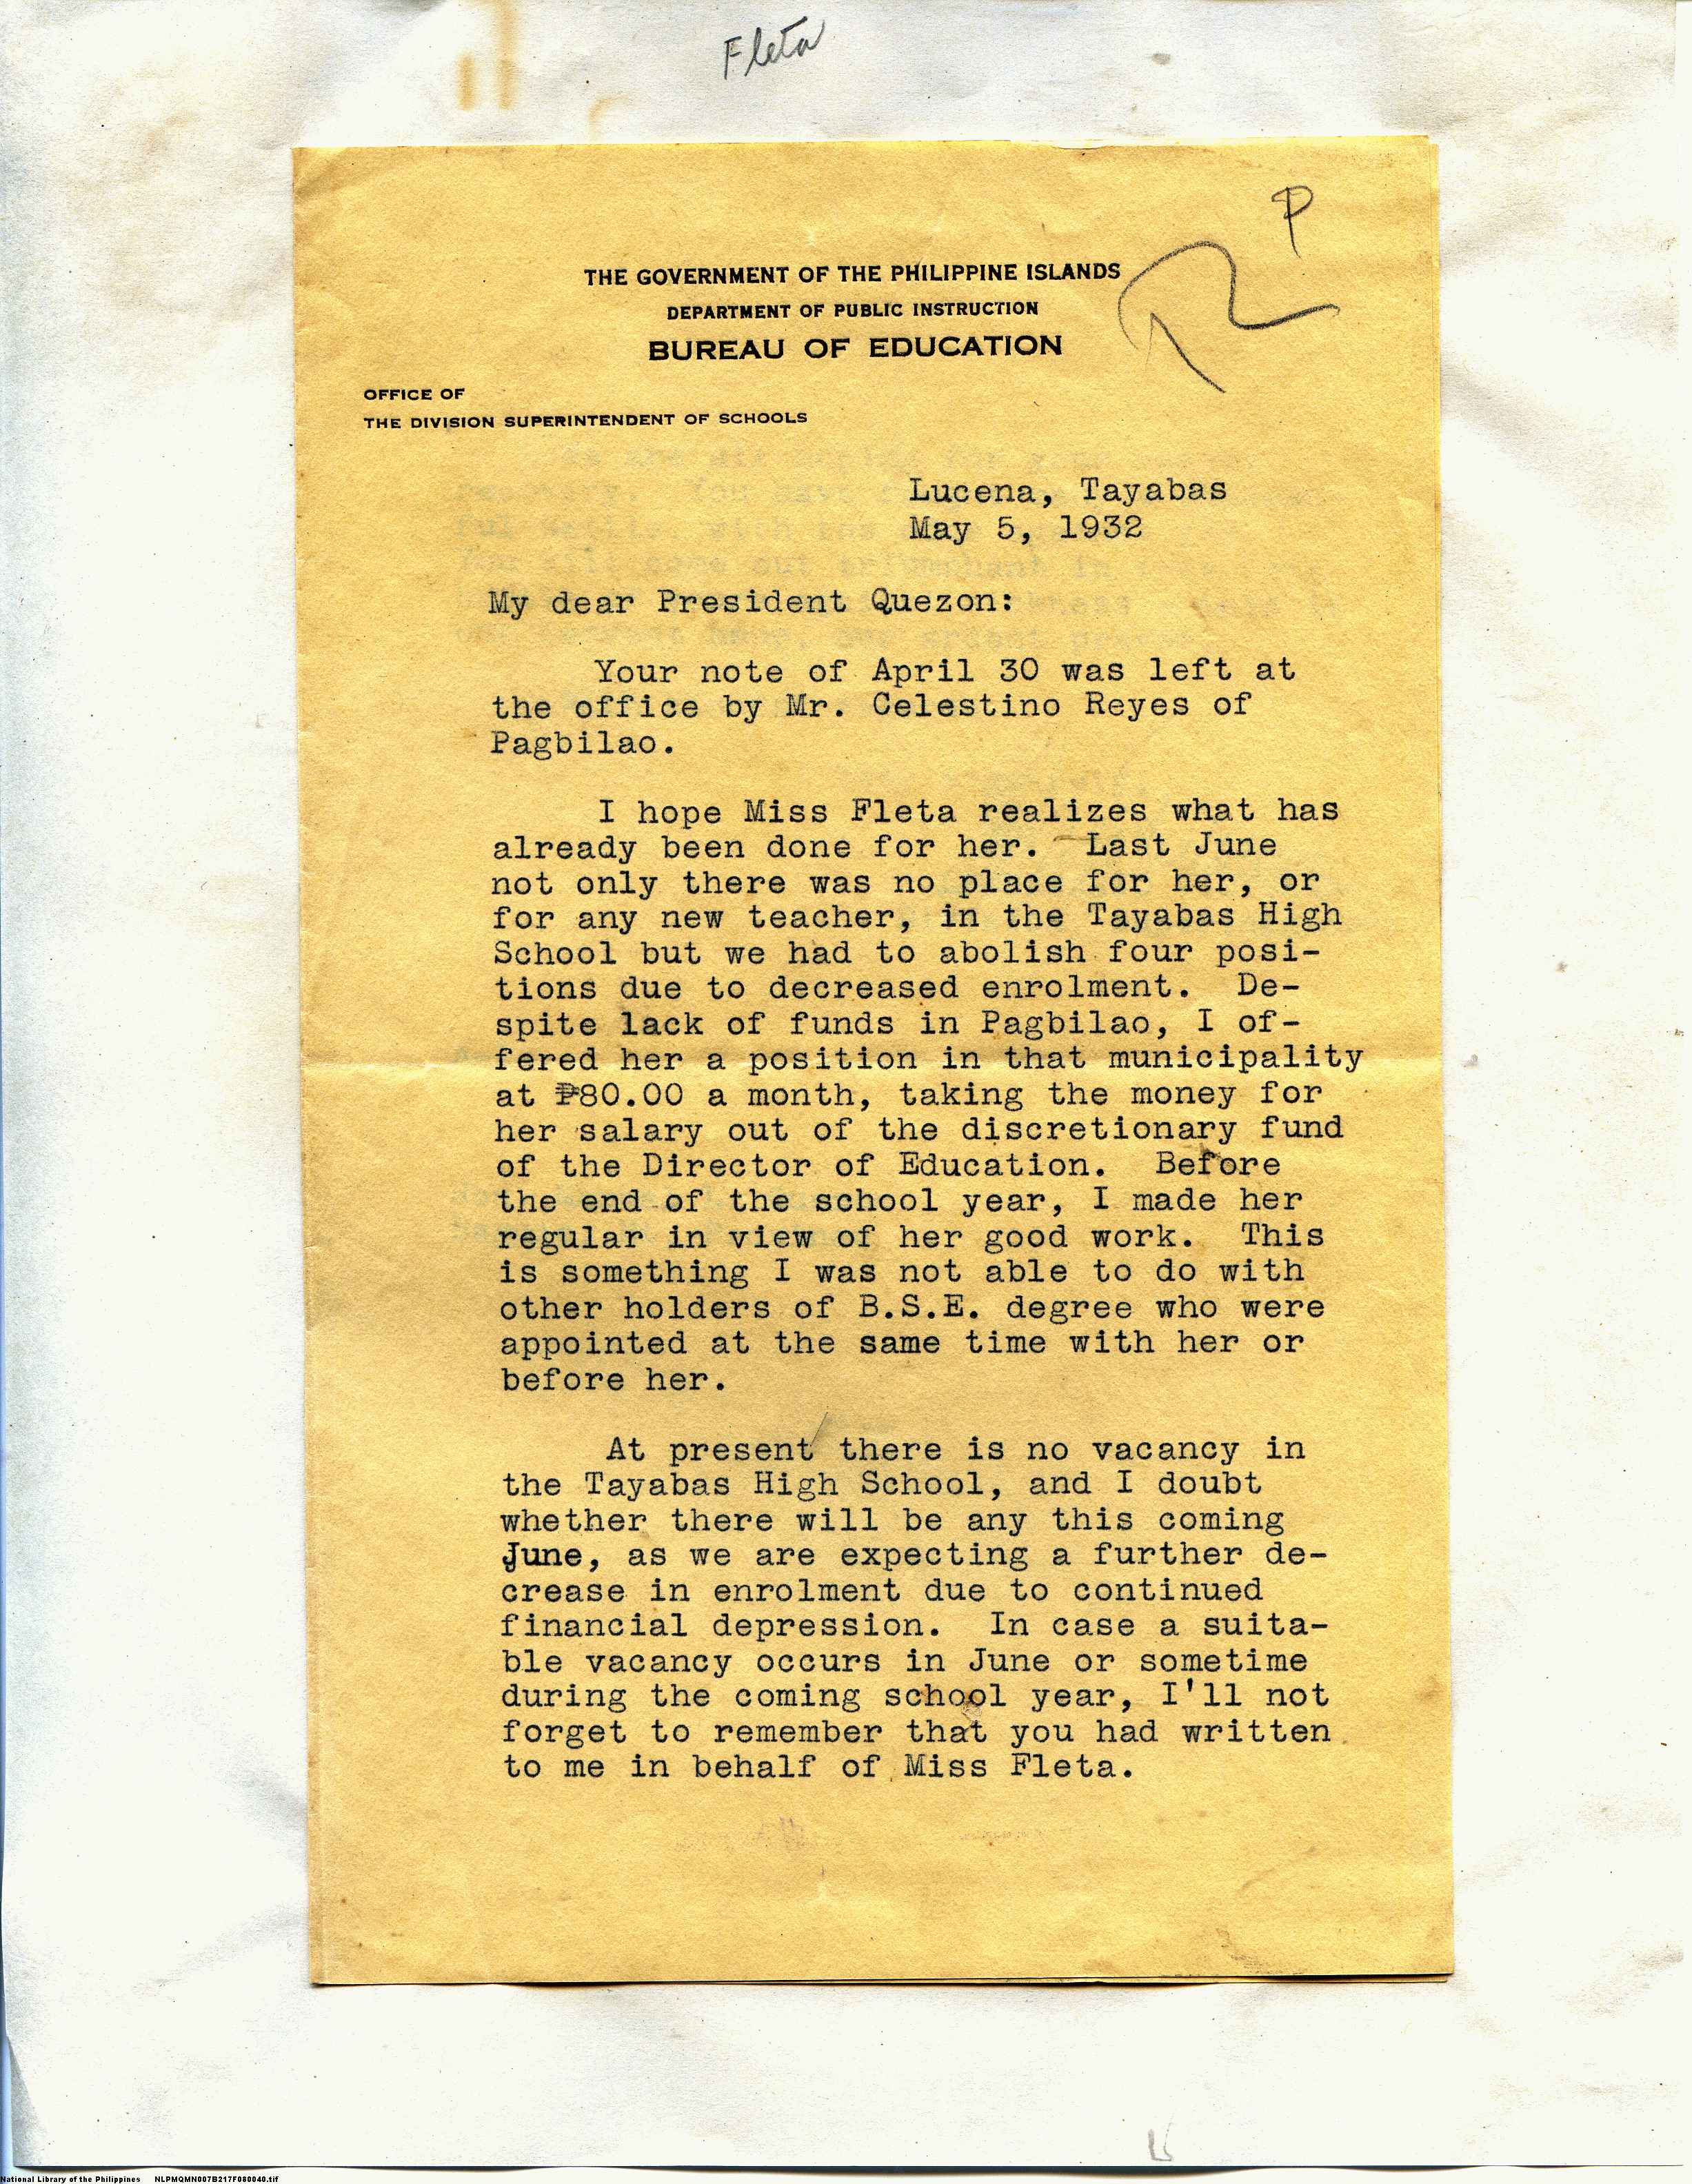 Fleta
P
THE GOVERNMENT OF THE PHILIPPINE ISLANDS
DEPARTMENT OF PUBLIC INSTRUCTION
BUREAU OF EDUCATION
OFFICE OF
THE DIVISION SUPERINTENDENT OF SCHOOLS
Lucena, Tayabas
May 5, 1932
My dear President Quezon:
Your note of April 30 was left at
the office by Mr. Celestino Reyes of
Pagbilao.
I hope Miss Fleta realizes what has
already been done for her. Last June
not only there was no place for her, or
for any new teacher, in the Tayabas High
School but we had to abolish four posi-
tions due to decreased enrolment. De-
spite lack of funds in Pagbilao, I of-
fered her a position in that municipality
at ₱80.00 a month, taking the money for
her salary out of the discretionary fund
of the Director of Education. Before
the end of the school year, I made her
regular in view of her good work. This
is something I was not able to do with
other holders of B.S.E. degree who were
appointed at the same time with her or
before her.
At present there is no vacancy in
the Tayabas High School, and I doubt
whether there will be any this coming
June, as we are expecting a further de-
crease in enrolment due to continued
financial depression. In case a suita-
ble vacancy occurs in June or sometime
during the coming school year, I'll not
forget to remember that you had written
to me in behalf of Miss Fleta.
National Library of the Philippines NLPMQMN007B217F080040.tif